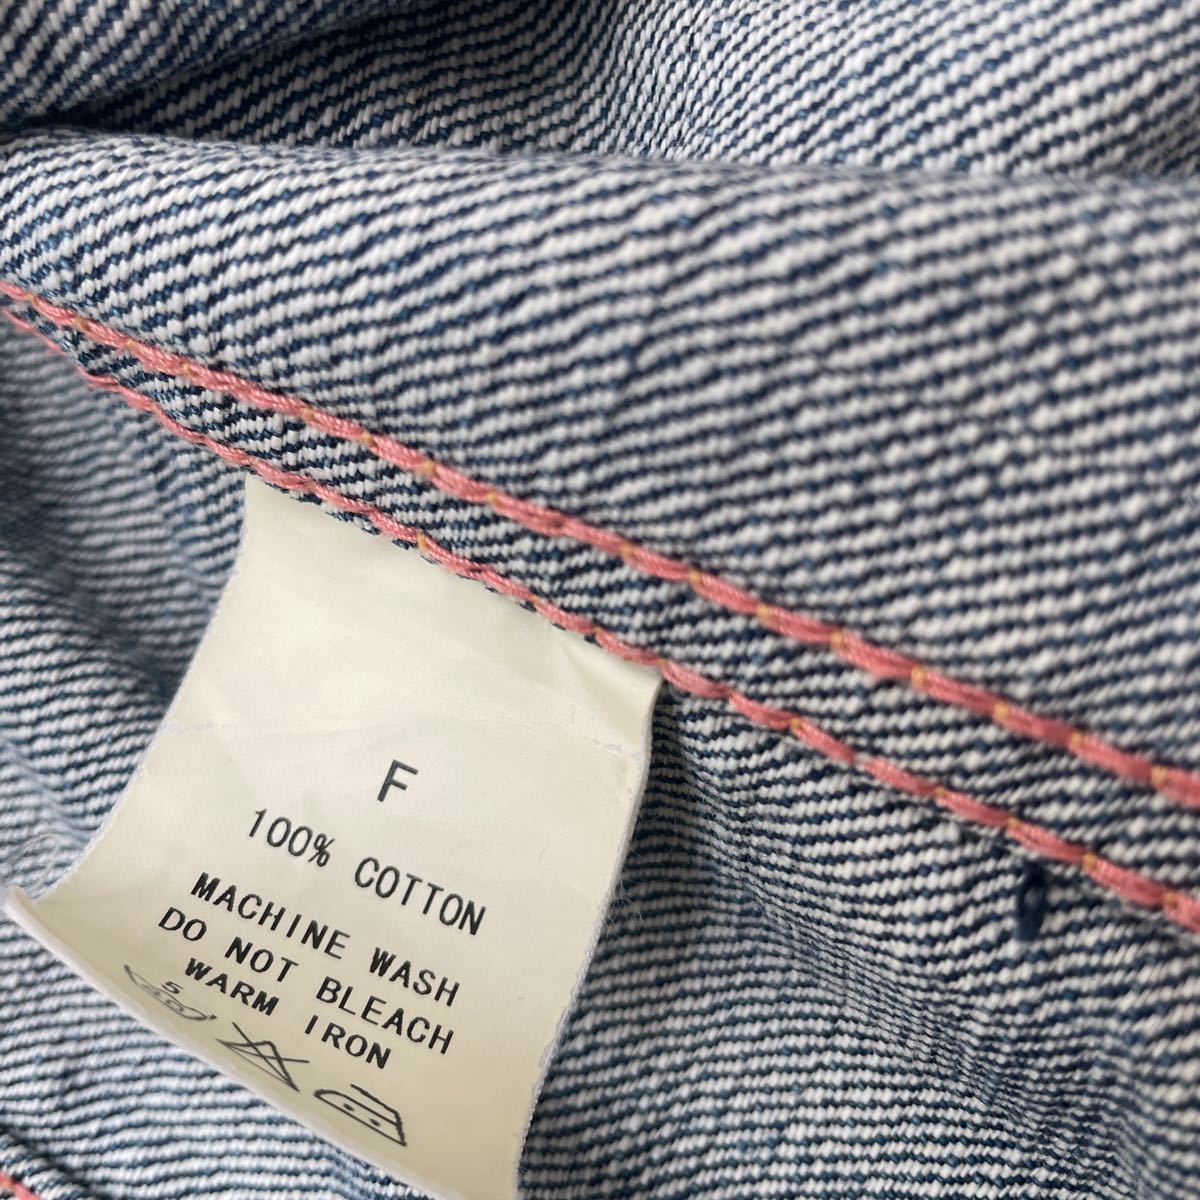 F
100% COTTON
MACHINE WASH
DO NOT BLEACH
WARM IRON